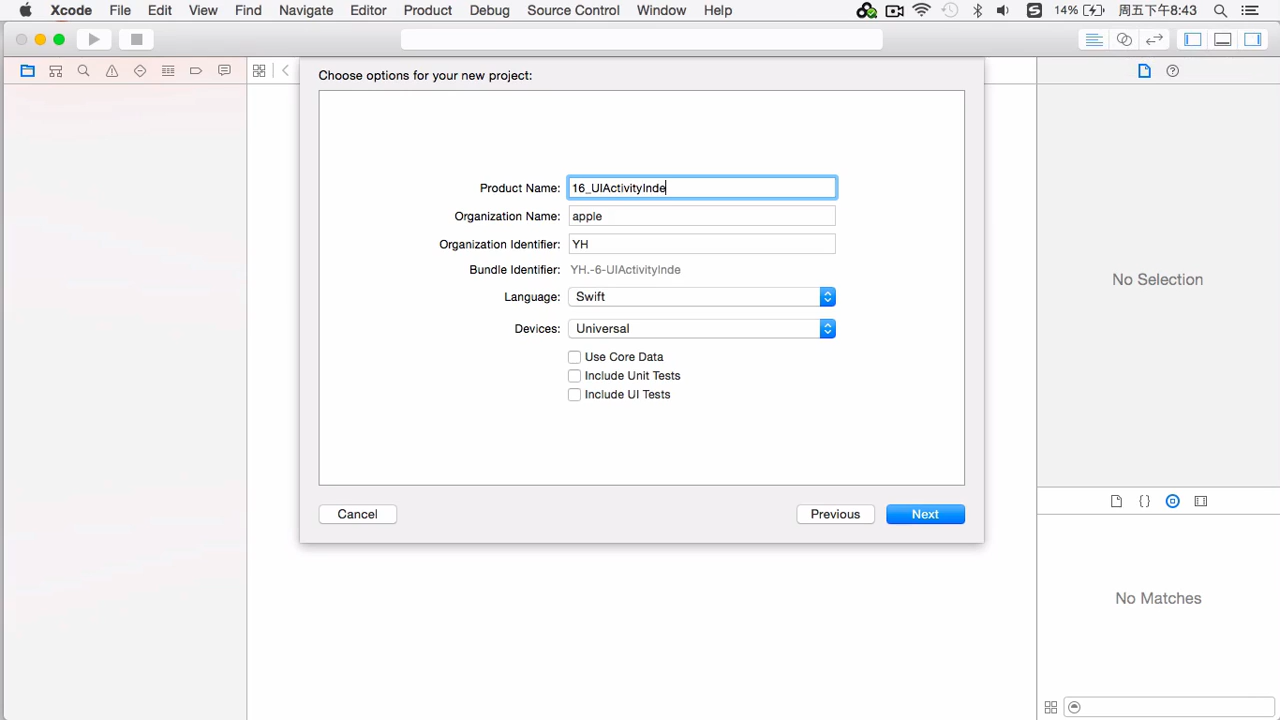 Xcode File Edit View Find Navigate Editor Product Debug Source Control Window Help 14% 周五下午8:43
Choose options for your new project:
Product Name: 16_UIActivityInde
Organization Name: apple
Organization Identifier: YH
Bundle Identifier: YH.-6-UIActivityInde
Language: Swift
Devices: Universal
Use Core Data
Include Unit Tests
Include UI Tests
Cancel Previous Next
No Selection
No Matches